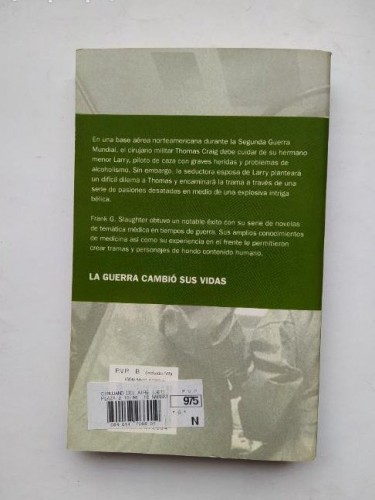 En una base aérea norteamericana durante la Segunda Guerra
Mundial, el cirujano militar Thomas Craig debe cuidar de su hermano
menor Larry, piloto de caza con graves heridas y problemas de
alcoholismo. Sin embargo, la seductora esposa de Larry planteará
un difícil dilema a Thomas y encaminará la trama a través de una
serie de pasiones desatadas en medio de una explosiva intriga
bélica.
Frank G. Slaughter obtuvo un notable éxito con su serie de novelas
de temática médica en tiempos de guerra. Sus amplios conocimientos
de medicina así como su experiencia en el frente le permitieron
crear tramas y personajes de hondo contenido humano.
LA GUERRA CAMBIÓ SUS VIDAS
P.V.P.
975
N